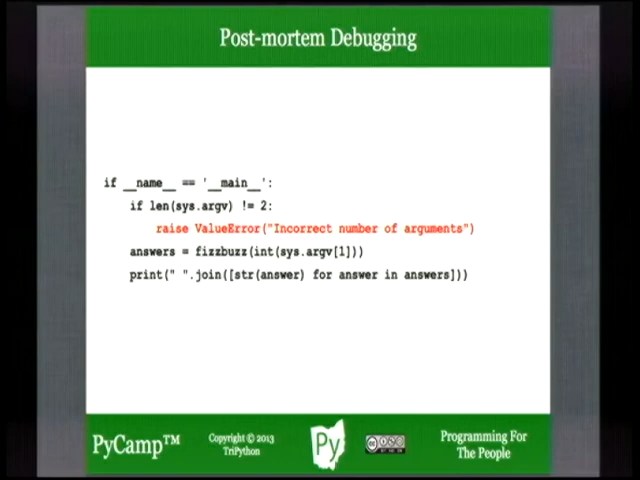 Post-mortem Debugging
if __name__ == '__main__':
if len(sys.argv) != 2:
raise ValueError("Incorrect number of arguments")
answers = fizzbuzz(int(sys.argv[1]))
print(" ".join([str(answer) for answer in answers]))
PyCamp™
Copyright © 2013
TriPython
Py
Programming For
The People